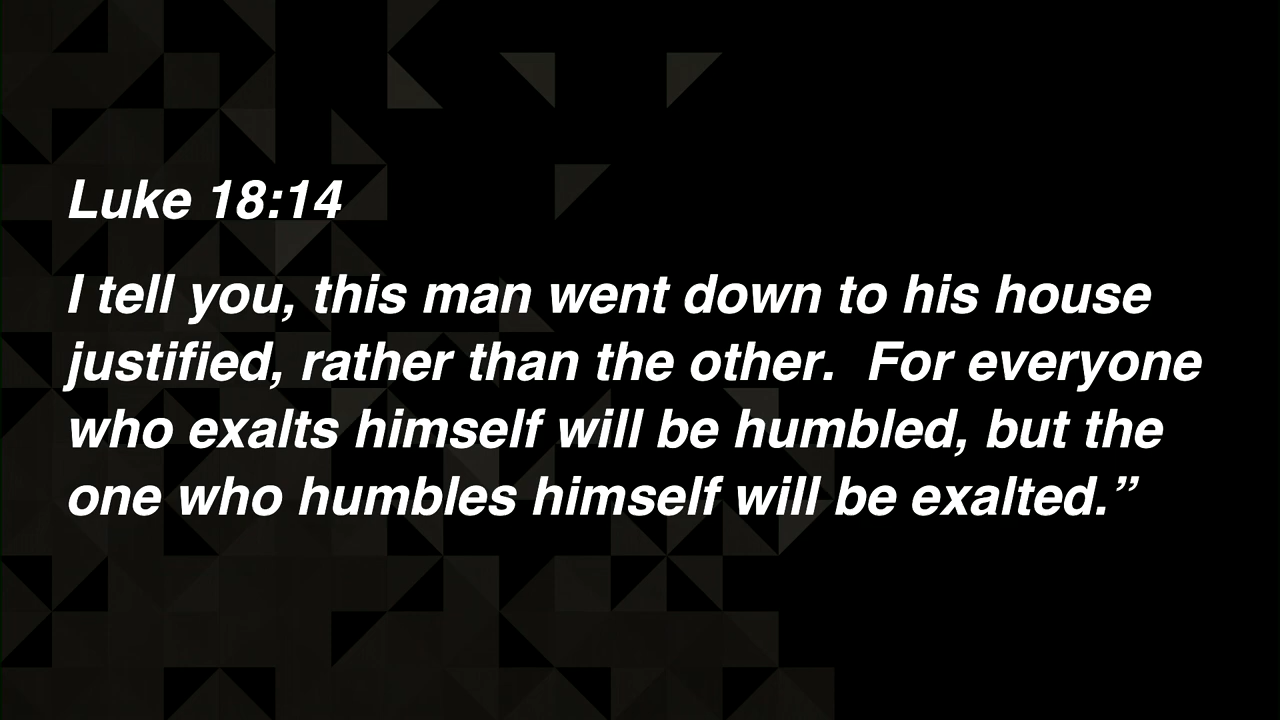 Luke 18:14
I tell you, this man went down to his house
justified, rather than the other.  For everyone
who exalts himself will be humbled, but the
one who humbles himself will be exalted.”